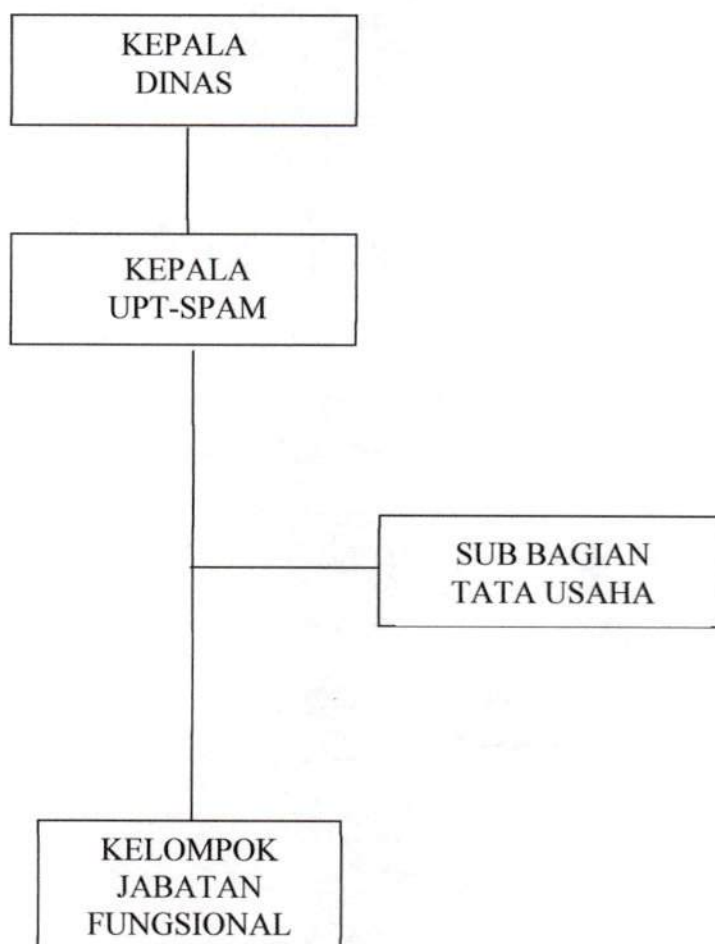 KEPALA
DINAS
KEPALA
UPT-SPAM
SUB BAGIAN
TATA USAHA
KELOMPOK
JABATAN
FUNGSIONAL